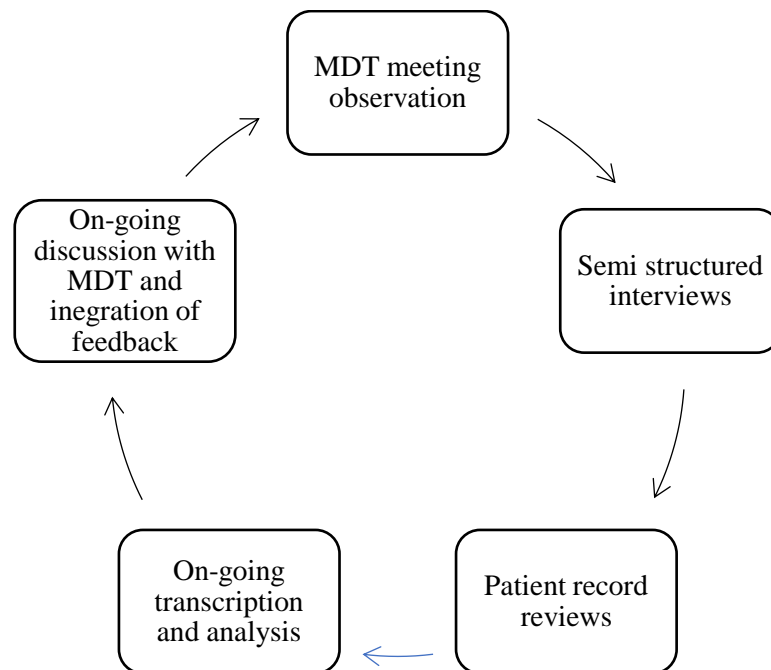 MDT meeting
observation
Semi structured
interviews
Patient record
reviews
On-going
transcription
and analysis
On-going
discussion with
MDT and
inegration of
feedback